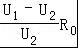 U₁ − U₂
U₂
R₀